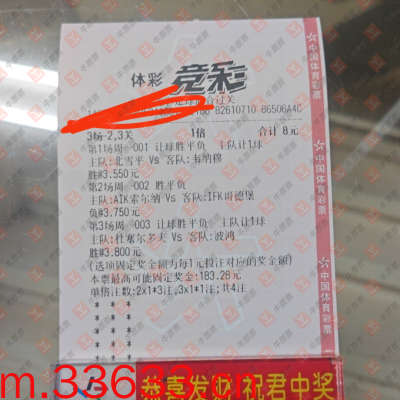 体彩 竞彩
82610710 86506A4C
3场-2,3关 1倍 合计 8元
第1场周 001 让球胜平负 主队让1球
主队:北雪平 Vs 客队:韦纳穆
胜#3.550元
第2场周 002 胜平负
主队:AIK索尔纳 Vs 客队:IFK哥德堡
负#3.750元
第3场周 003 让球胜平负 主队让1球
主队:杜塞尔多夫 Vs 客队:波鸿
胜#3.800元
(选项固定奖金额为每1元投注对应的奖金额)
本票最高可能固定奖金:183.28元
单倍注数:2x1*3注,3x1*1注;共4注
中国体育彩票
中国体育彩票
中国体育彩票
恭喜发财 祝君中奖